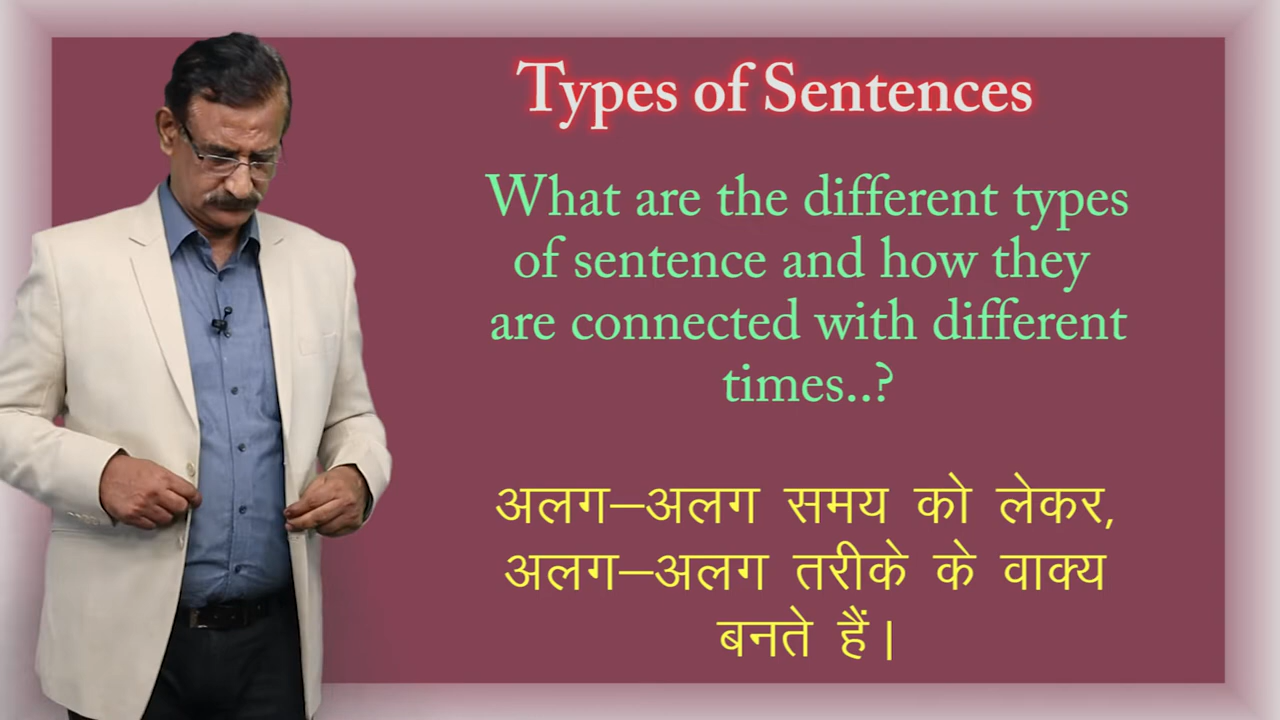 Types of Sentences
What are the different types
of sentence and how they
are connected with different
times..?
अलग–अलग समय को लेकर,
अलग–अलग तरीके के वाक्य
बनते हैं।